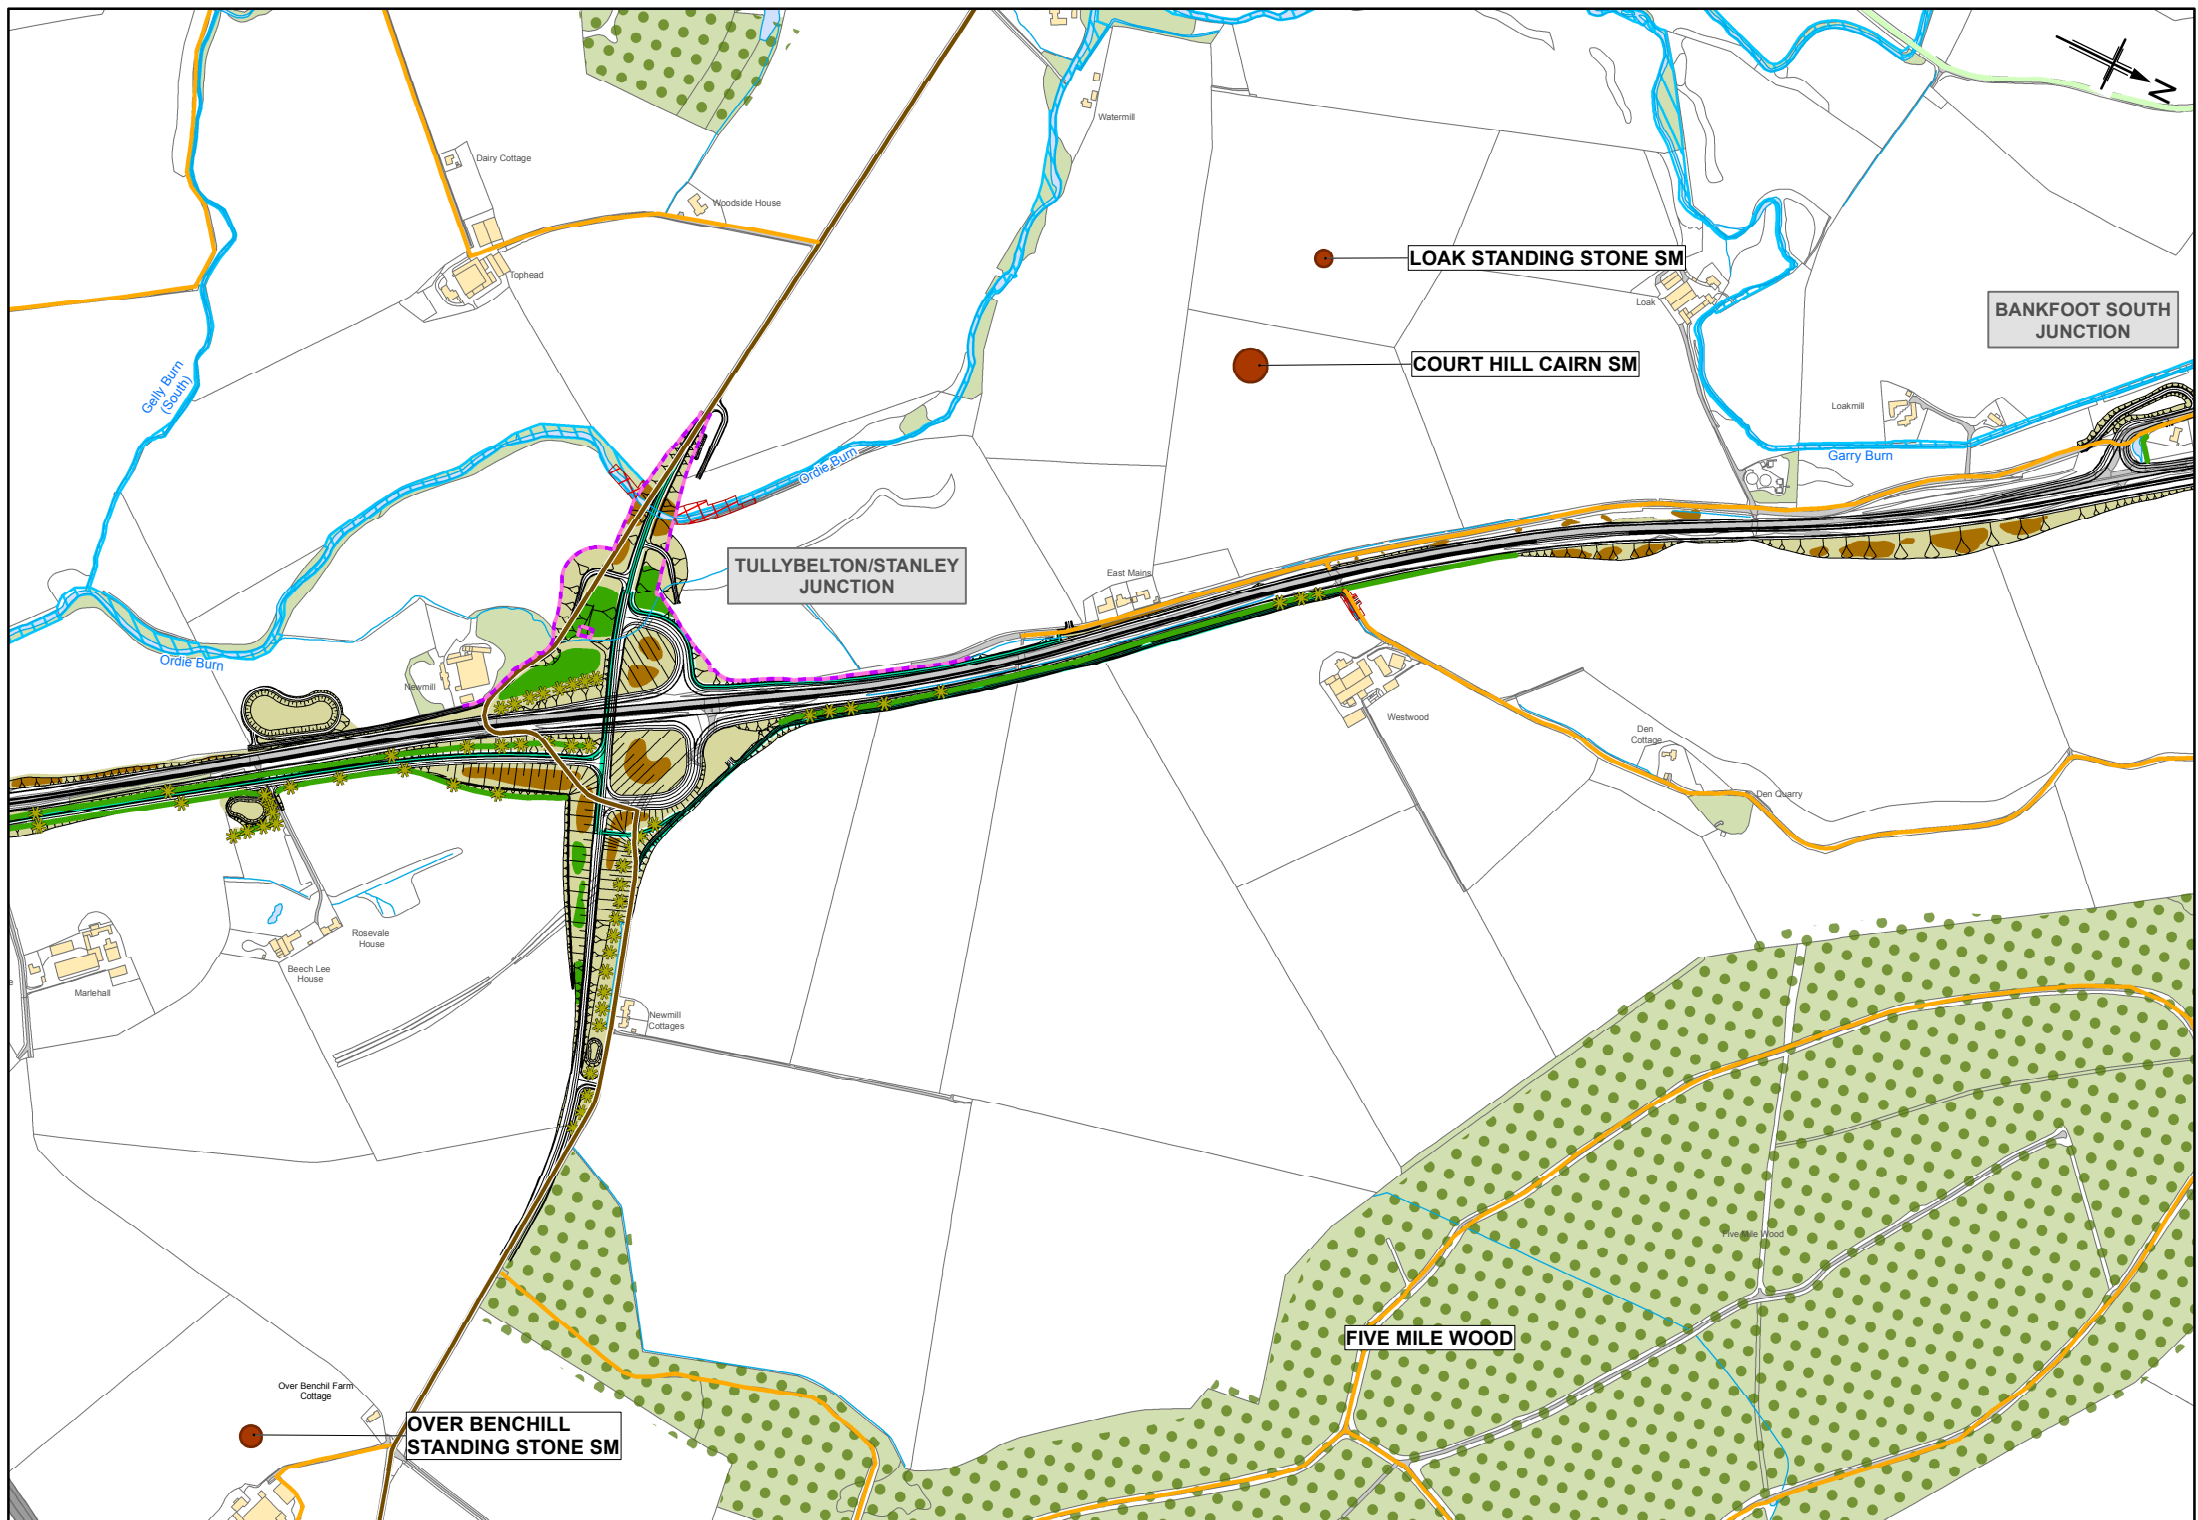 N
Watermill
Dairy Cottage
Woodside House
LOAK STANDING STONE SM
Tophead
Loak
BANKFOOT SOUTH
JUNCTION
COURT HILL CAIRN SM
Gelly Burn
(South)
Loakmill
Garry Burn
Ordie Burn
TULLYBELTON/STANLEY
JUNCTION
East Mains
Ordie Burn
Newmill
Westwood
Den
Cottage
Den Quarry
Rosevale
House
Beech Lee
House
Marlehall
Newmill
Cottages
Five Mile Wood
FIVE MILE WOOD
Over Benchil Farm
Cottage
OVER BENCHILL
STANDING STONE SM